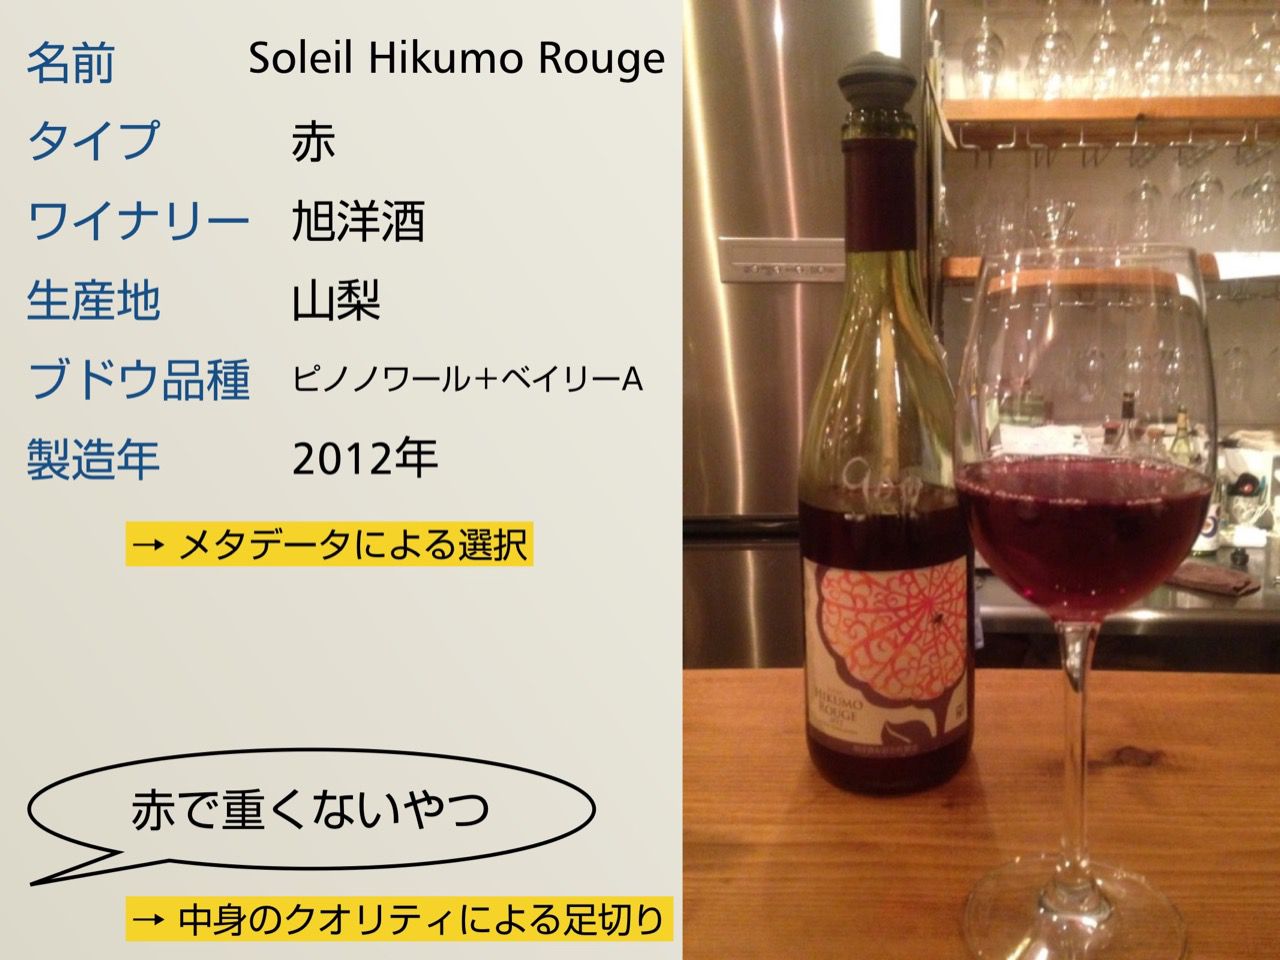 名前 Soleil Hikumo Rouge
タイプ 赤
ワイナリー 旭洋酒
生産地 山梨
ブドウ品種 ピノノワール＋ベイリーA
製造年 2012年
→ メタデータによる選択
赤で重くないやつ
→ 中身のクオリティによる足切り
HIKUMO
ROUGE
2012